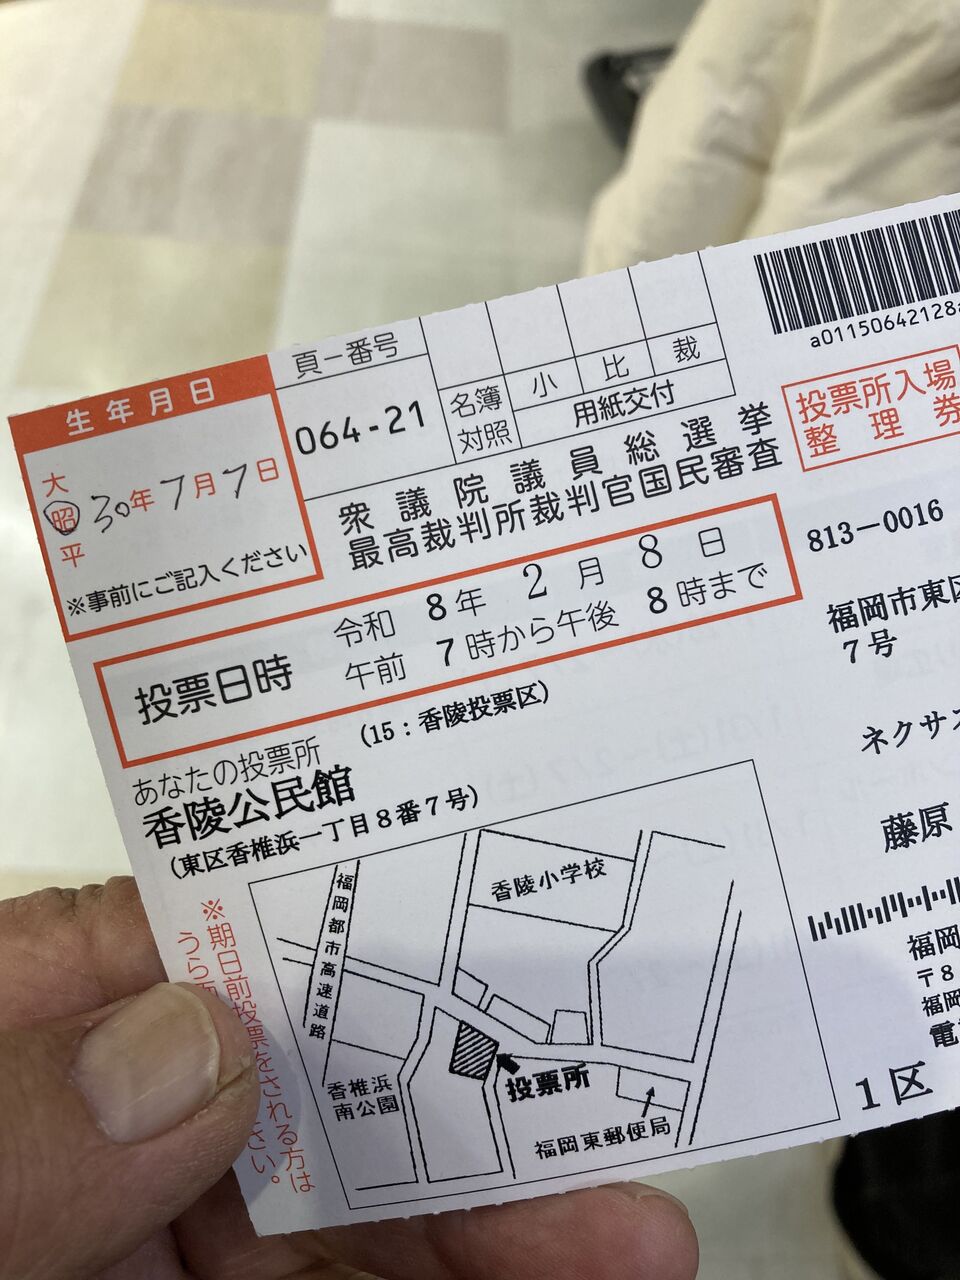 生年月日
大
昭 30年7月7日
平
※事前にご記入ください
頁－番号
064-21
名簿
対照
小 比 裁
用紙交付
a01150642128a
投票所入場
整理券
衆議院議員総選挙
最高裁判所裁判官国民審査
投票日時
令和 8年 2月 8日
午前 7時から午後 8時まで
(15：香陵投票区)
あなたの投票所
香陵公民館
(東区香椎浜一丁目8番7号)
※期日前投票をされる方は
うら
さい。
福岡都市高速道路
香陵小学校
香椎浜
南公園
投票所
福岡東郵便局
813-0016
福岡市東区
7号
ネクサス
藤原
福岡
〒8
福岡
電
1区